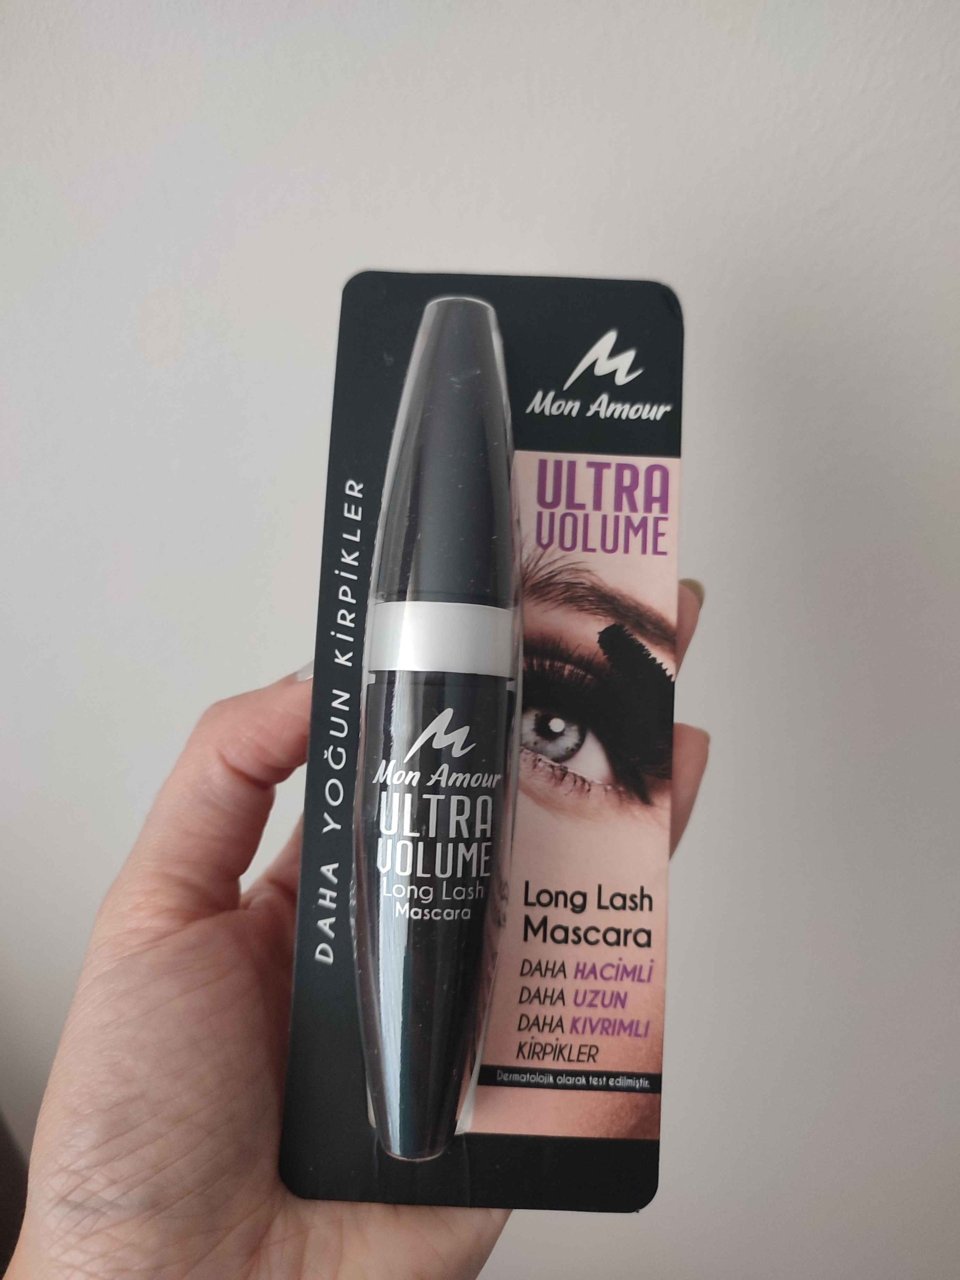 DAHA YOĞUN KİRPİKLER
Mon Amour
ULTRA
VOLUME
Long Lash
Mascara
Mon Amour
ULTRA
VOLUME
Long Lash
Mascara
DAHA HACİMLİ
DAHA UZUN
DAHA KIVRIMLI
KİRPİKLER
Dermatolojik olarak test edilmiştir.